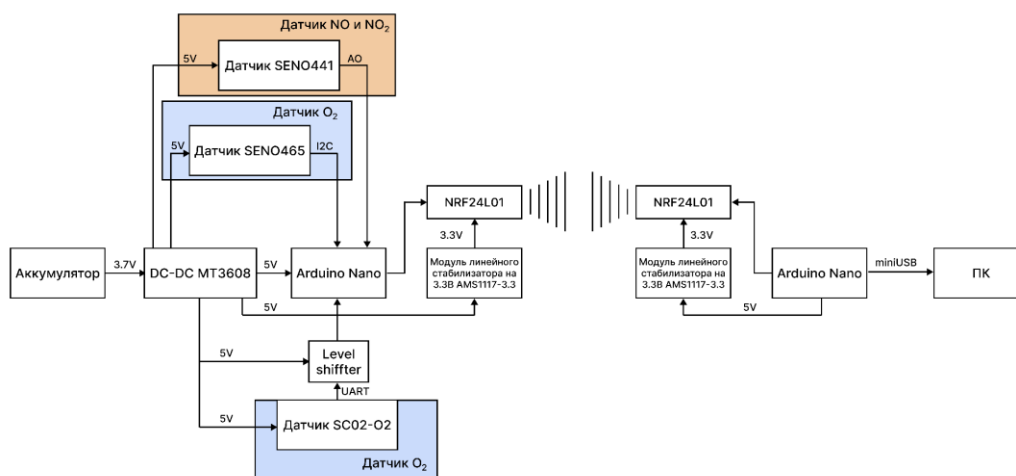 Датчик NO и NO₂
5V
Датчик SENO441
AO
Датчик O₂
5V
Датчик SENO465
I2C
NRF24L01
NRF24L01
3.3V
3.3V
Аккумулятор
3.7V
DC-DC MT3608
5V
Arduino Nano
Модуль линейного
стабилизатора на
3.3В AMS1117-3.3
Модуль линейного
стабилизатора на
3.3В AMS1117-3.3
Arduino Nano
miniUSB
ПК
5V
5V
5V
Level
shiffter
UART
5V
Датчик SC02-O2
Датчик O₂